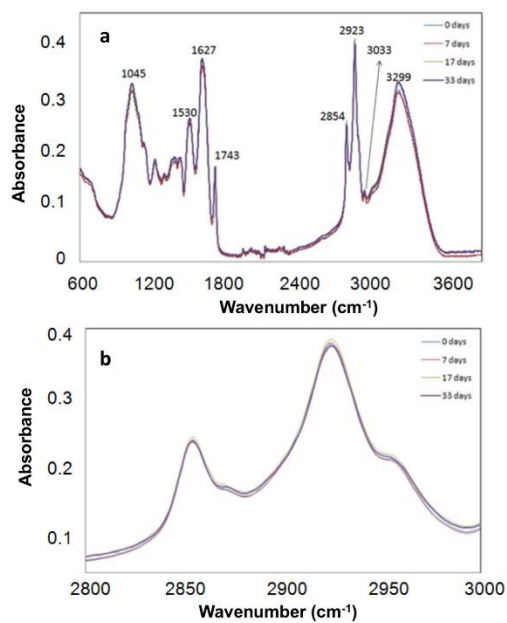 a
0.4
0.3
0.2
0.1
0
Absorbance
1045
1530
1627
1743
2854
2923
3033
3299
0 days
7 days
17 days
33 days
600 1200 1800 2400 3000 3600
Wavenumber (cm-1)
b
0.4
0.3
0.2
0.1
Absorbance
0 days
7 days
17 days
33 days
2800 2850 2900 2950 3000
Wavenumber (cm-1)